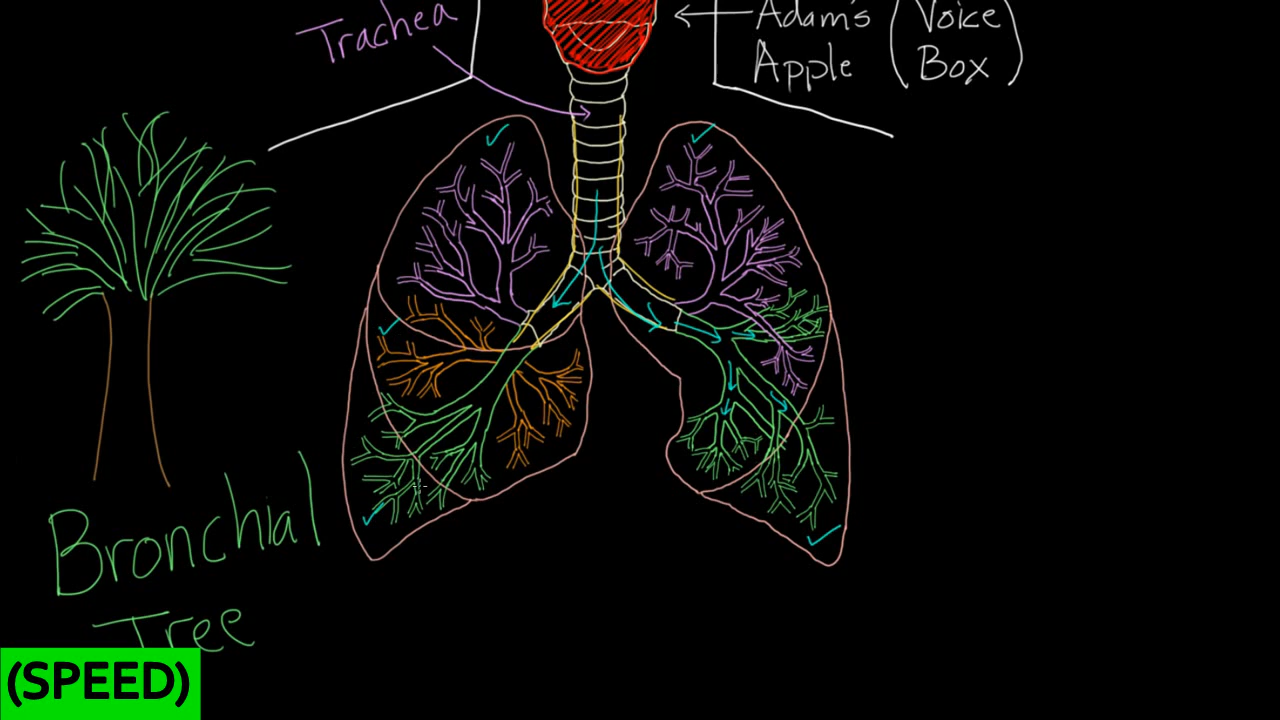 Trachea
Adam's
Apple
(Voice
Box)
Bronchial
Tree
(SPEED)